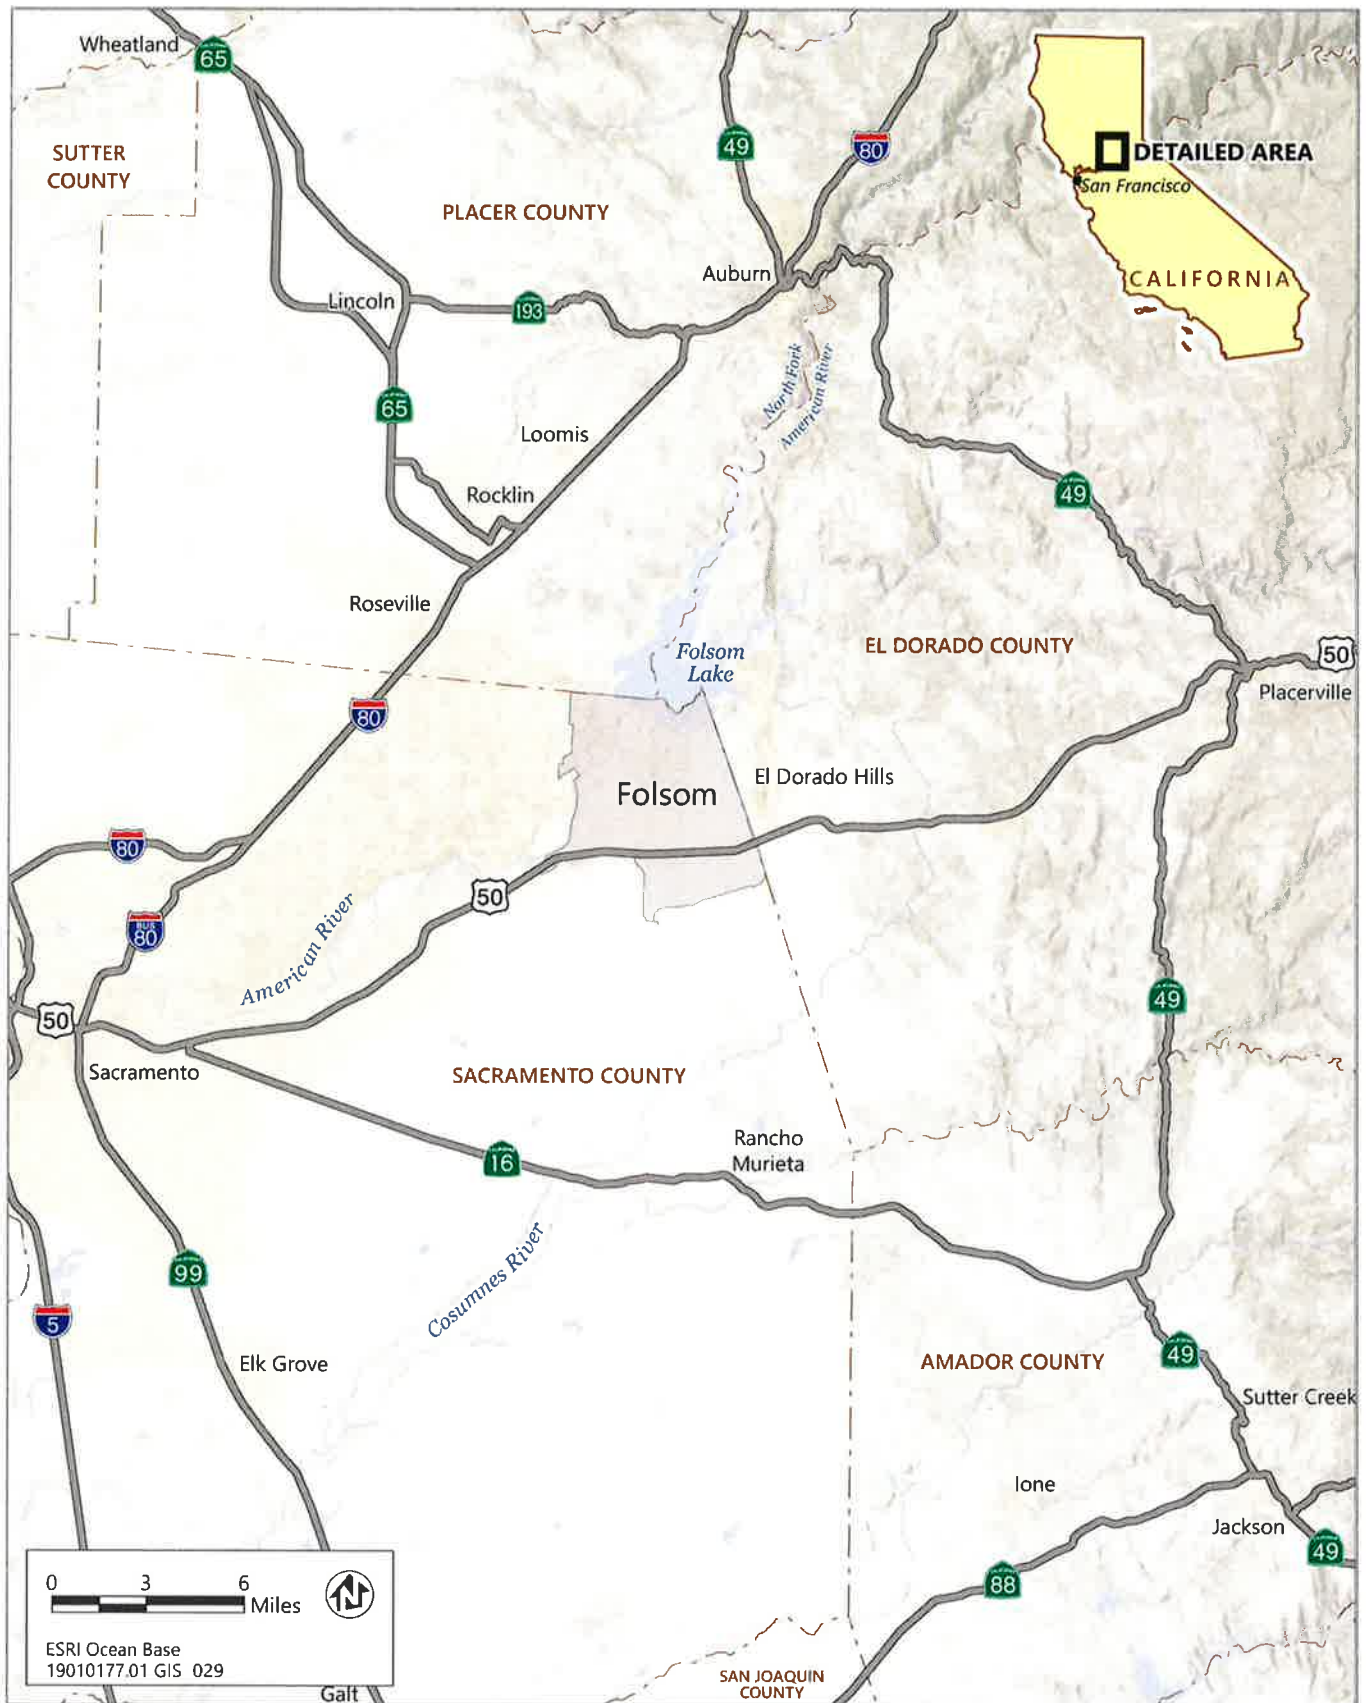 Wheatland
65
49
80
SUTTER
COUNTY
PLACER COUNTY
DETAILED AREA
San Francisco
CALIFORNIA
Auburn
Lincoln
193
North Fork
American River
65
Loomis
49
Rocklin
Roseville
Folsom
Lake
EL DORADO COUNTY
50
Placerville
80
Folsom
El Dorado Hills
80
50
BUS
80
American River
49
50
Sacramento
SACRAMENTO COUNTY
Rancho
Murieta
16
Cosumnes River
99
5
Elk Grove
AMADOR COUNTY
49
Sutter Creek
Ione
Jackson
49
88
0 3 6
Miles
N
ESRI Ocean Base
19010177.01 GIS 029
Galt
SAN JOAQUIN
COUNTY